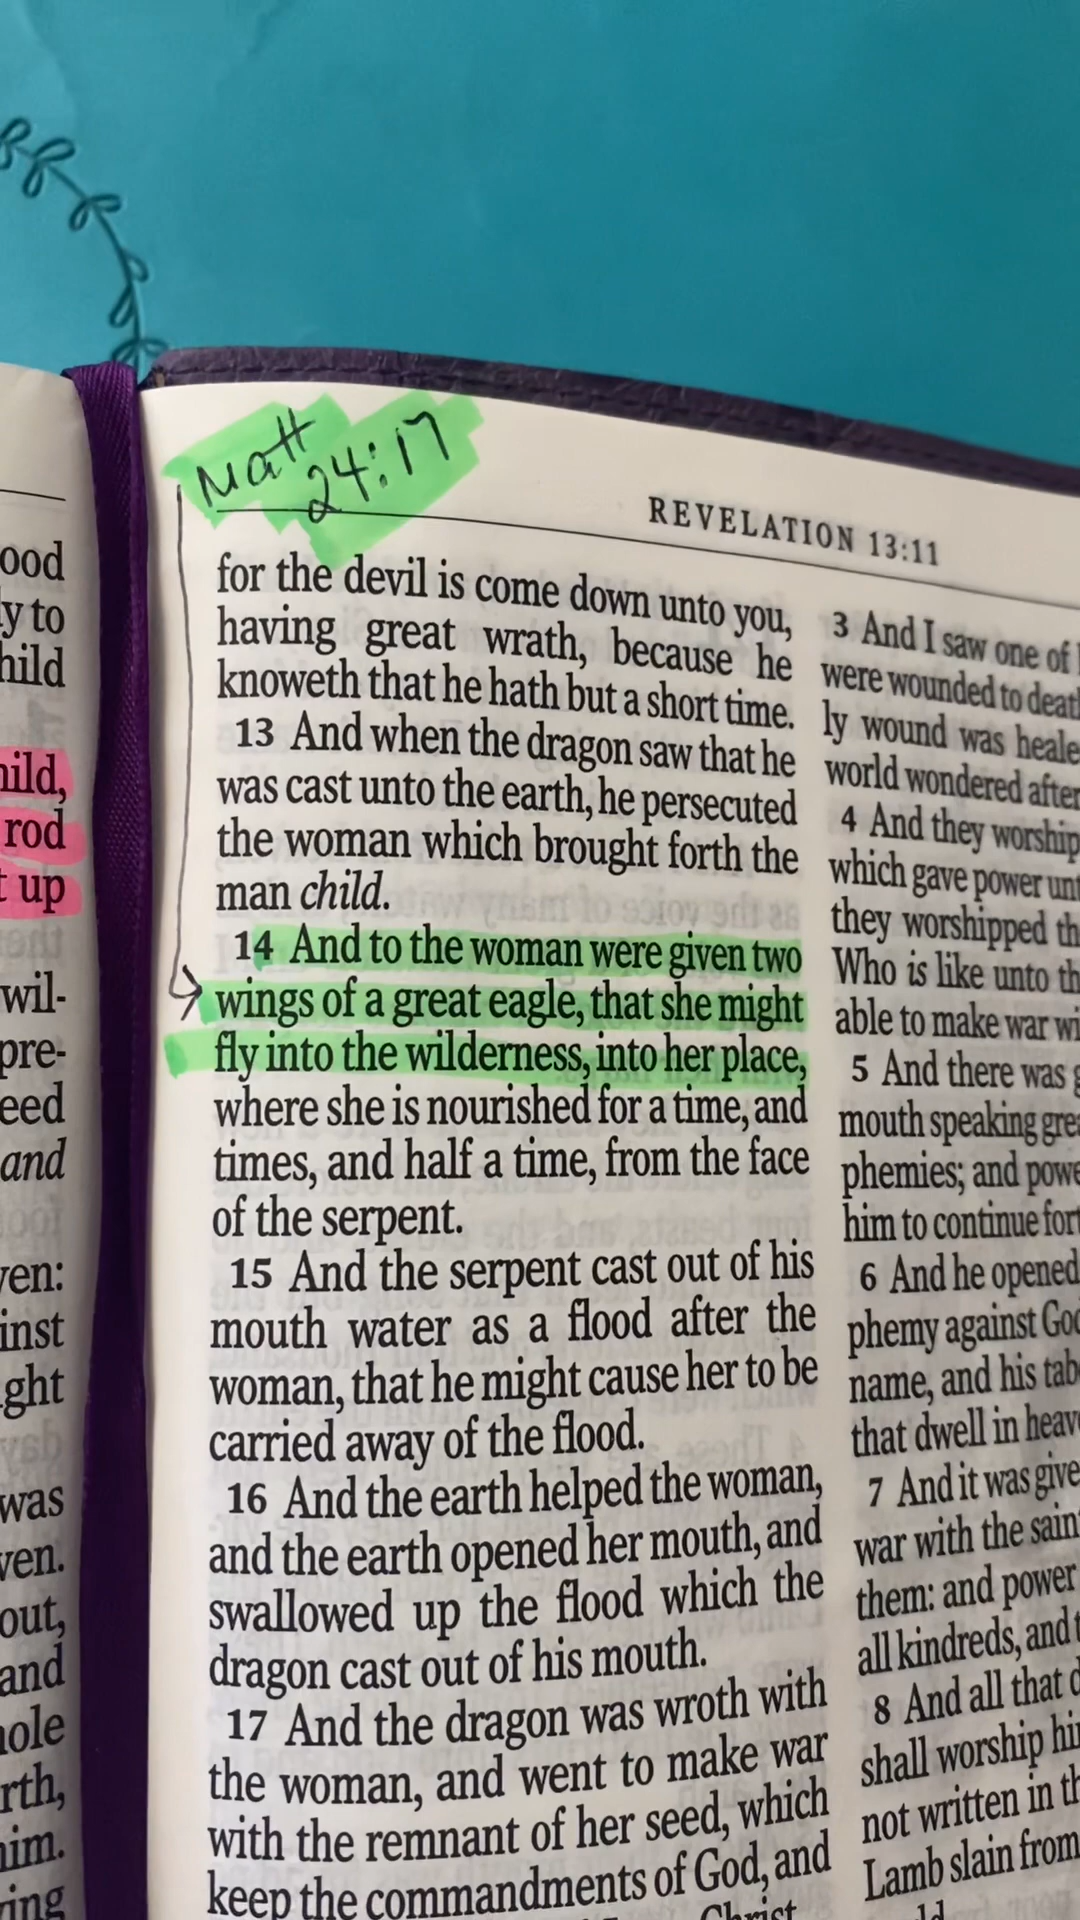 ood
y to
hild
hild,
rod
t up
wil-
pre-
eed
and
ven:
inst
ght
was
ven.
out,
and
hole
rth,
him.
ving
Matt
24:17
REVELATION 13:11
for the devil is come down unto you,
having great wrath, because he
knoweth that he hath but a short time.
13 And when the dragon saw that he
was cast unto the earth, he persecuted
the woman which brought forth the
man child.
14 And to the woman were given two
wings of a great eagle, that she might
fly into the wilderness, into her place,
where she is nourished for a time, and
times, and half a time, from the face
of the serpent.
15 And the serpent cast out of his
mouth water as a flood after the
woman, that he might cause her to be
carried away of the flood.
16 And the earth helped the woman,
and the earth opened her mouth, and
swallowed up the flood which the
dragon cast out of his mouth.
17 And the dragon was wroth with
the woman, and went to make war
with the remnant of her seed, which
keep the commandments of God, and
Christ
3 And I saw one of
were wounded to death
ly wound was heale
world wondered after
4 And they worship
which gave power unt
they worshipped th
Who is like unto th
able to make war wi
5 And there was g
mouth speaking grea
phemies; and powe
him to continue fort
6 And he opened
phemy against God
name, and his tab
that dwell in heave
7 And it was give
war with the saint
them: and power
all kindreds, and t
8 And all that d
shall worship hi
not written in th
Lamb slain from